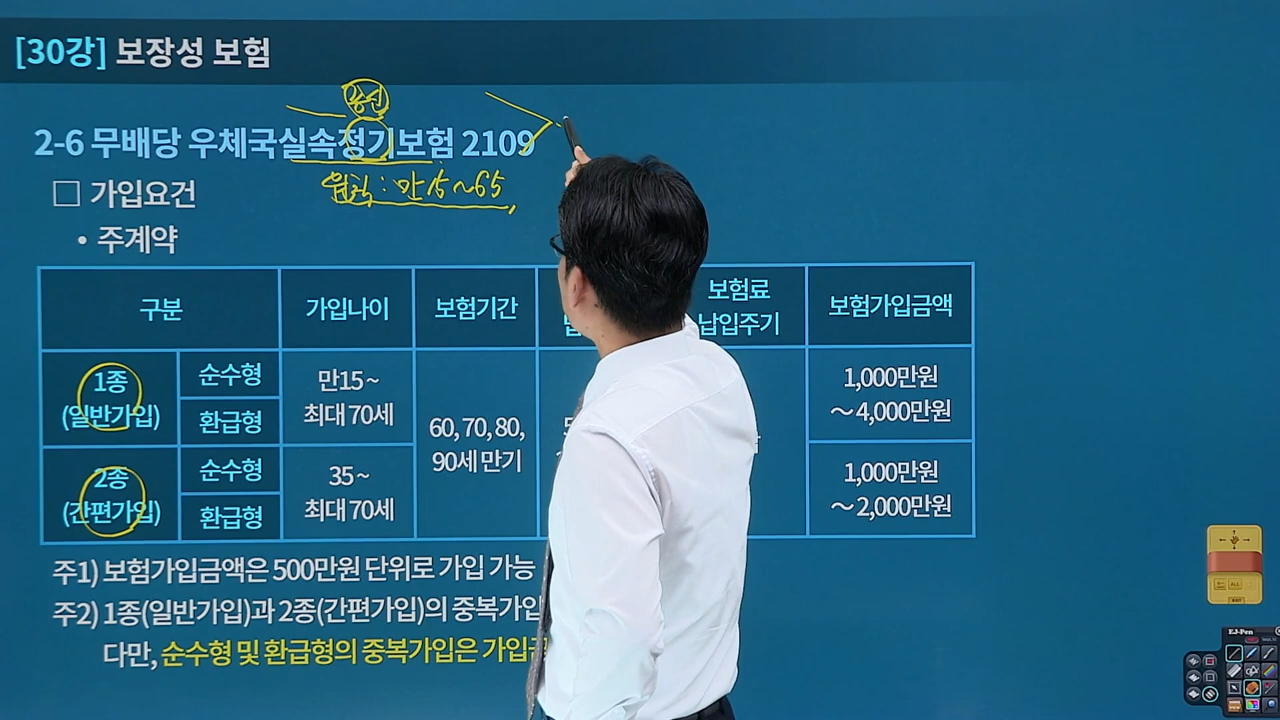 [30강] 보장성 보험
종신
2-6 무배당 우체국실속정기보험 2109
원칙: 만 15~65
□ 가입요건
• 주계약
구분 가입나이 보험기간 보험료 납입주기 보험가입금액
1종 (일반가입) 순수형 만15~ 최대 70세 1,000만원 ~4,000만원
환급형
60, 70, 80, 90세 만기
2종 (간편가입) 순수형 35~ 최대 70세 1,000만원 ~2,000만원
환급형
주1) 보험가입금액은 500만원 단위로 가입 가능
주2) 1종(일반가입)과 2종(간편가입)의 중복가입
다만, 순수형 및 환급형의 중복가입은
EJ-Pen